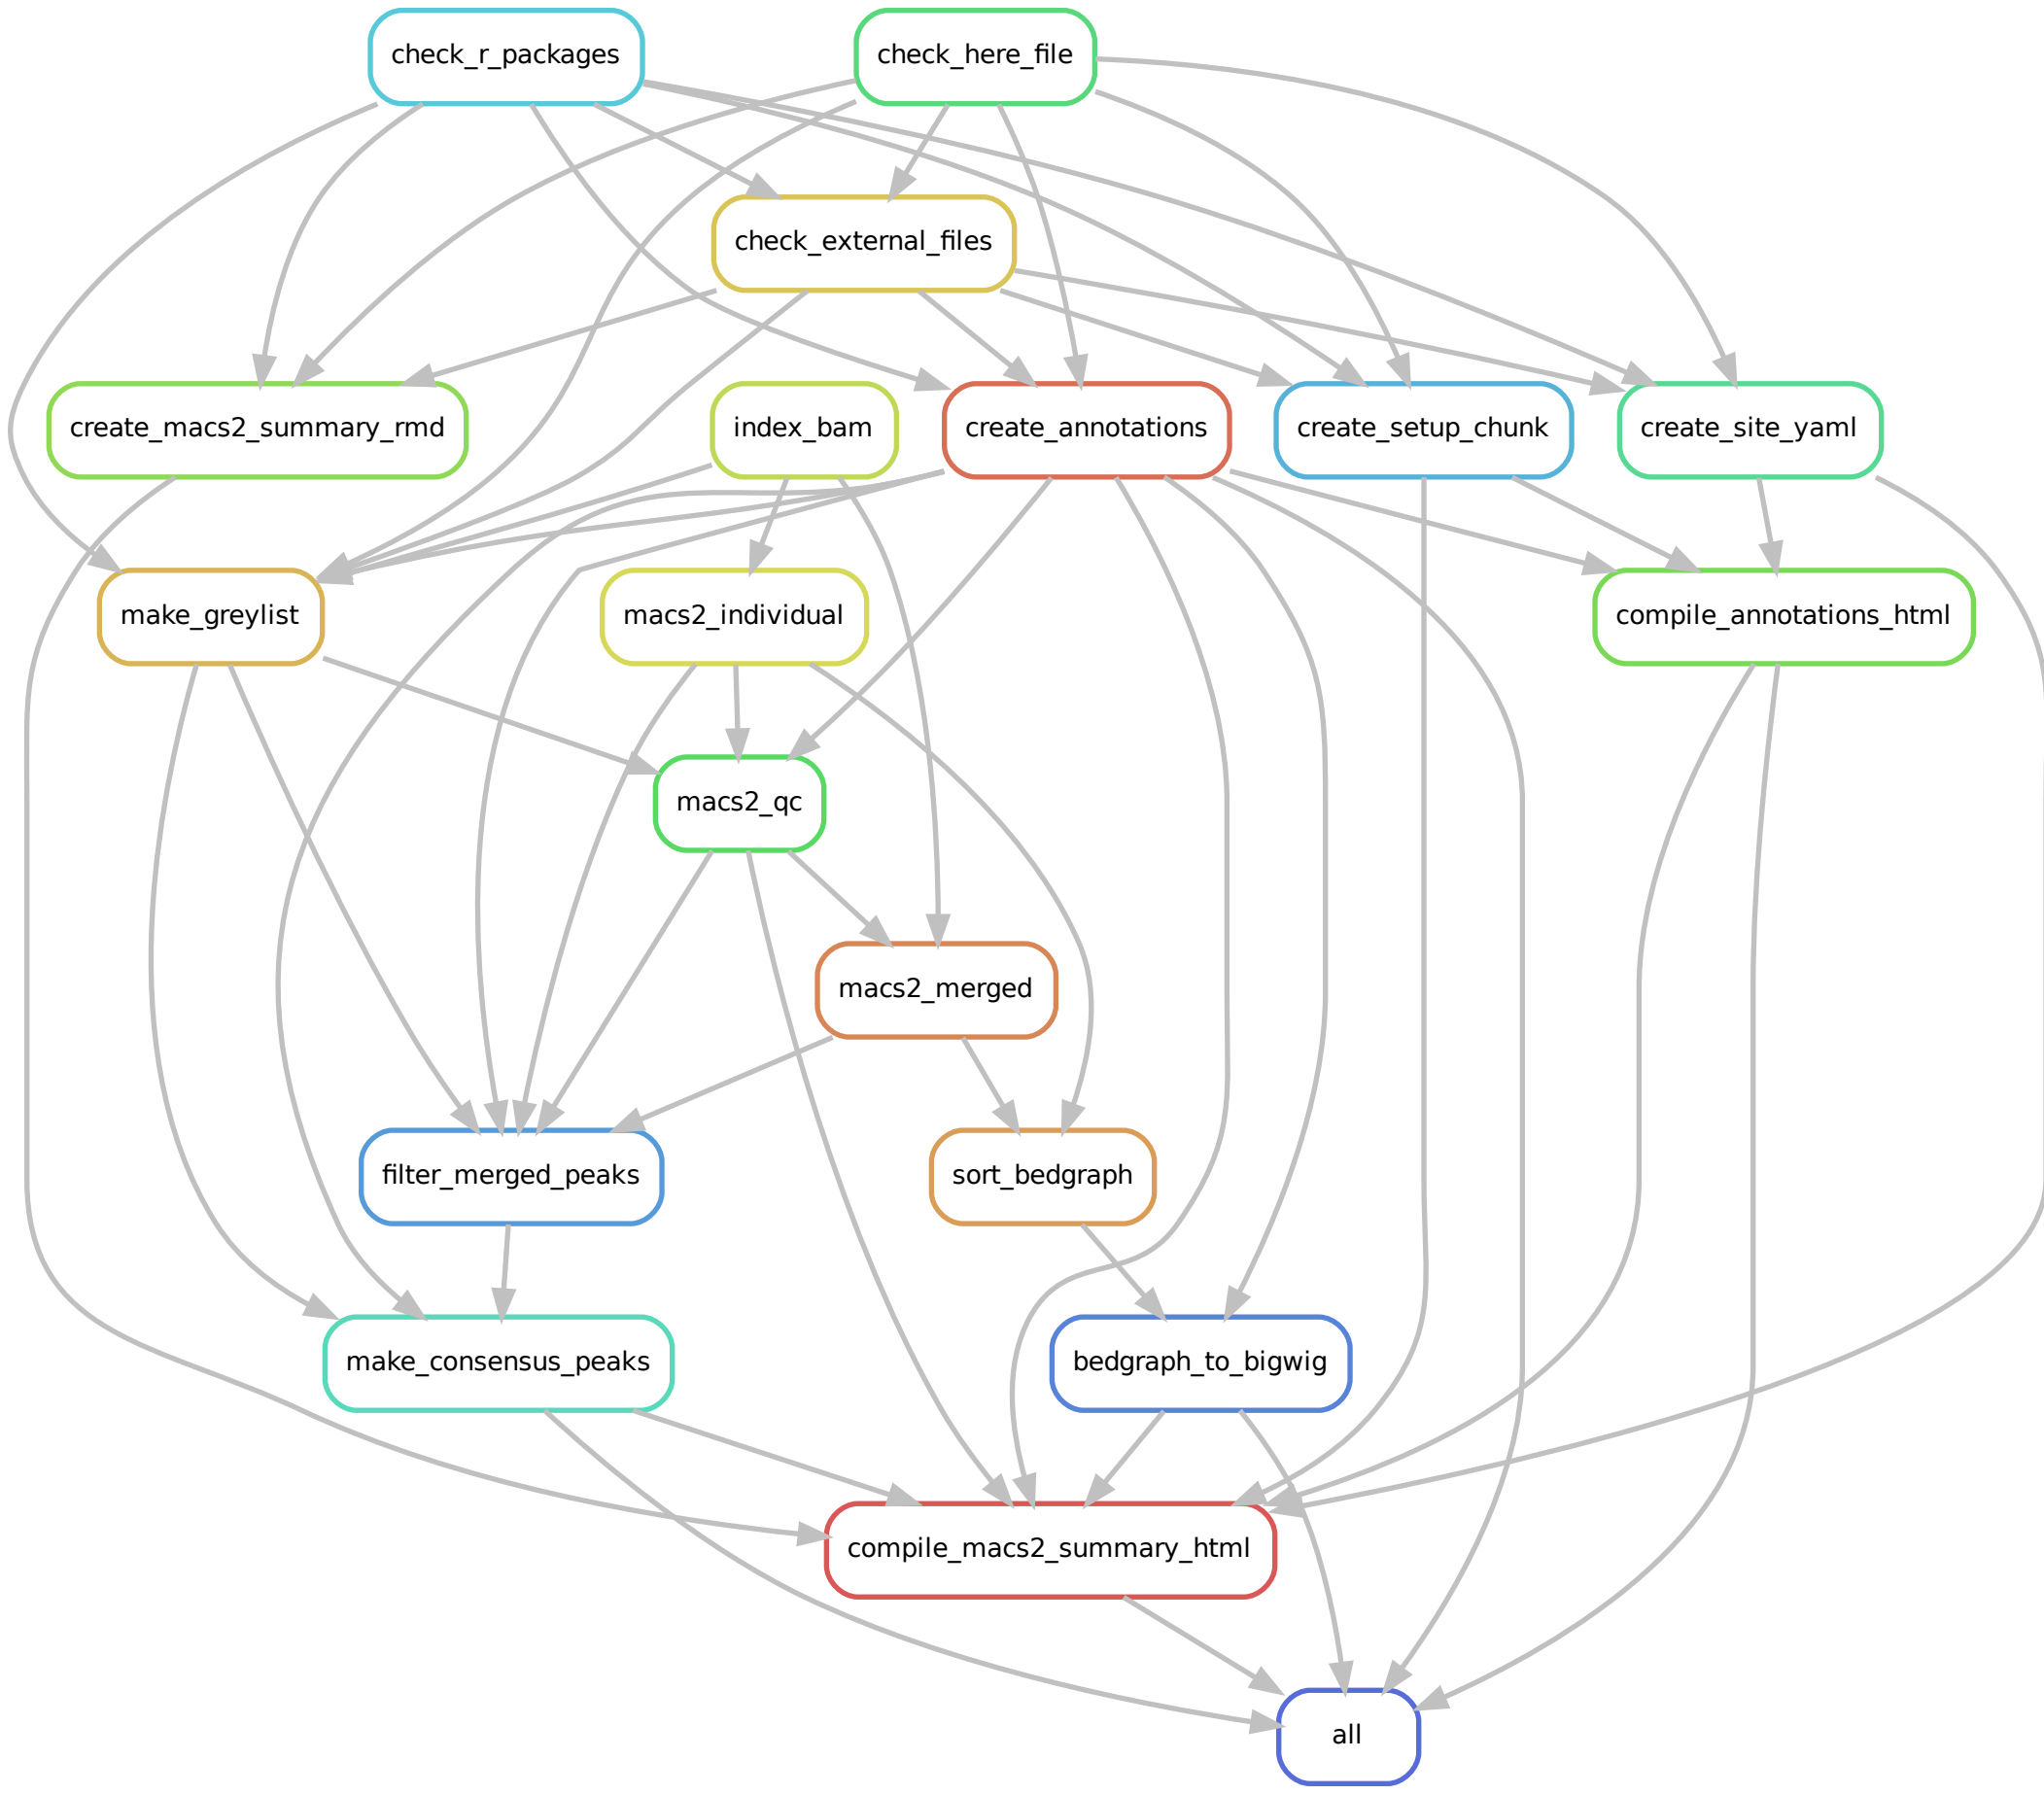 check_r_packages
check_here_file
check_external_files
create_macs2_summary_rmd
index_bam
create_annotations
create_setup_chunk
create_site_yaml
make_greylist
macs2_individual
compile_annotations_html
macs2_qc
macs2_merged
filter_merged_peaks
sort_bedgraph
make_consensus_peaks
bedgraph_to_bigwig
compile_macs2_summary_html
all